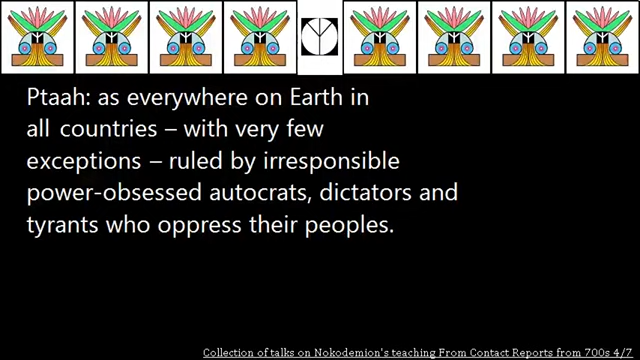 Ptaah: as everywhere on Earth in
all countries – with very few
exceptions – ruled by irresponsible
power-obsessed autocrats, dictators and
tyrants who oppress their peoples.
Collection of talks on Nokodemion's teaching From Contact Reports from 700s 4/7